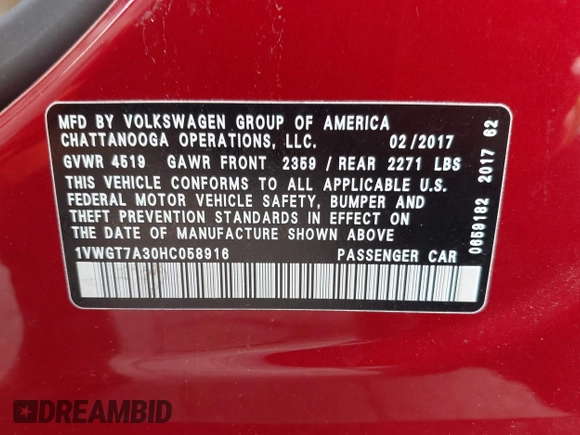 MFD BY VOLKSWAGEN GROUP OF AMERICA
CHATTANOOGA OPERATIONS, LLC. 02/2017
GVWR 4519 GAWR FRONT 2359 / REAR 2271 LBS
THIS VEHICLE CONFORMS TO ALL APPLICABLE U.S.
FEDERAL MOTOR VEHICLE SAFETY, BUMPER AND
THEFT PREVENTION STANDARDS IN EFFECT ON
THE DATE OF MANUFACTURE SHOWN ABOVE
1VWGT7A30HC058916 PASSENGER CAR
0659182 2017 62
DREAMBID